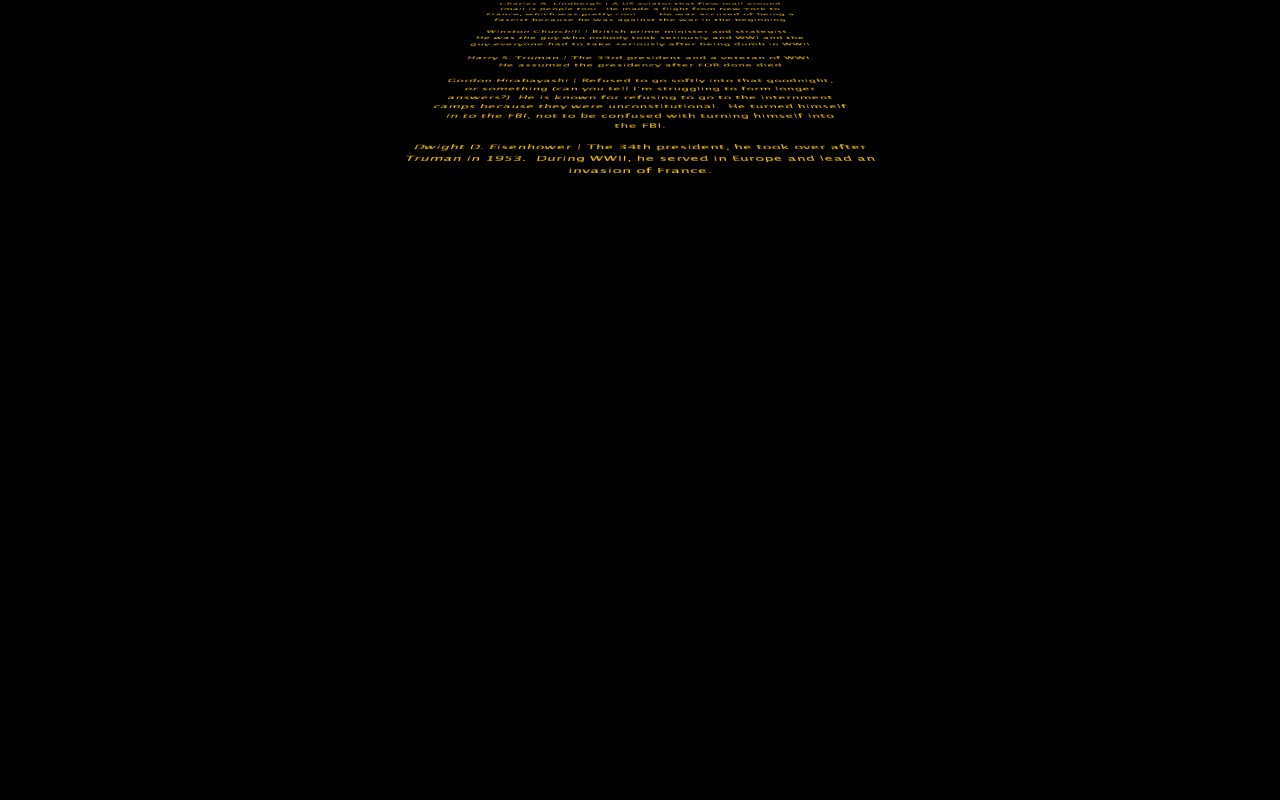 Charles A. Lindbergh | A US aviator that flew mail around
(mail is people too). He made a flight from New York to
France, which was pretty cool. He was accused of being a
fascist because he was against the war in the beginning
Winston Churchill | British prime minister and strategist.
He was the guy who nobody took seriously and WWI and the
guy everyone had to take seriously after being dumb in WWII
Harry S. Truman | The 33rd president and a veteran of WWI.
He assumed the presidency after FDR done died
Gordon Hirabayashi | Refused to go softly into that goodnight,
or something (can you tell I'm struggling to form longer
answers?) He is known for refusing to go to the internment
camps because they were unconstitutional. He turned himself
in to the FBI, not to be confused with turning himself into
the FBI.
Dwight D. Eisenhower | The 34th president, he took over after
Truman in 1953. During WWII, he served in Europe and lead an
invasion of France.